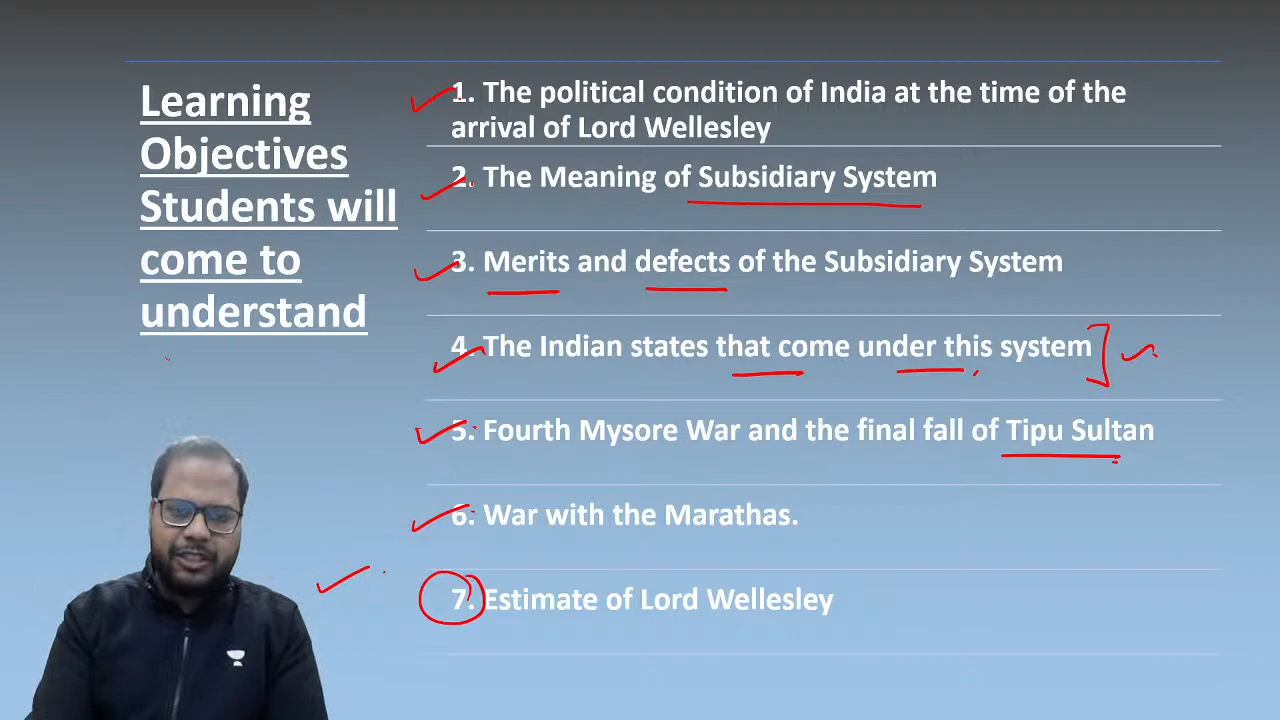 Learning
Objectives
Students will
come to
understand
1. The political condition of India at the time of the
arrival of Lord Wellesley
2. The Meaning of Subsidiary System
3. Merits and defects of the Subsidiary System
4. The Indian states that come under this system
5. Fourth Mysore War and the final fall of Tipu Sultan
6. War with the Marathas.
7. Estimate of Lord Wellesley